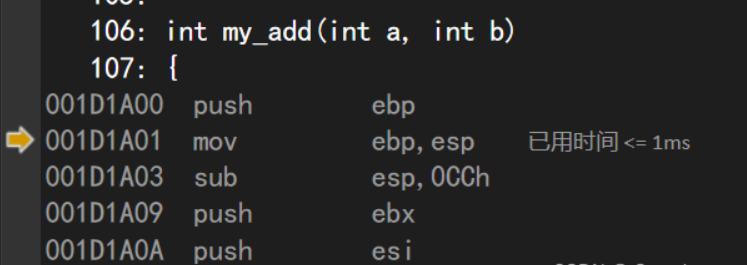 106: int my_add(int a, int b)
107: {
001D1A00 push ebp
001D1A01 mov ebp,esp 已用时间 <= 1ms
001D1A03 sub esp,0CCh
001D1A09 push ebx
001D1A0A push esi